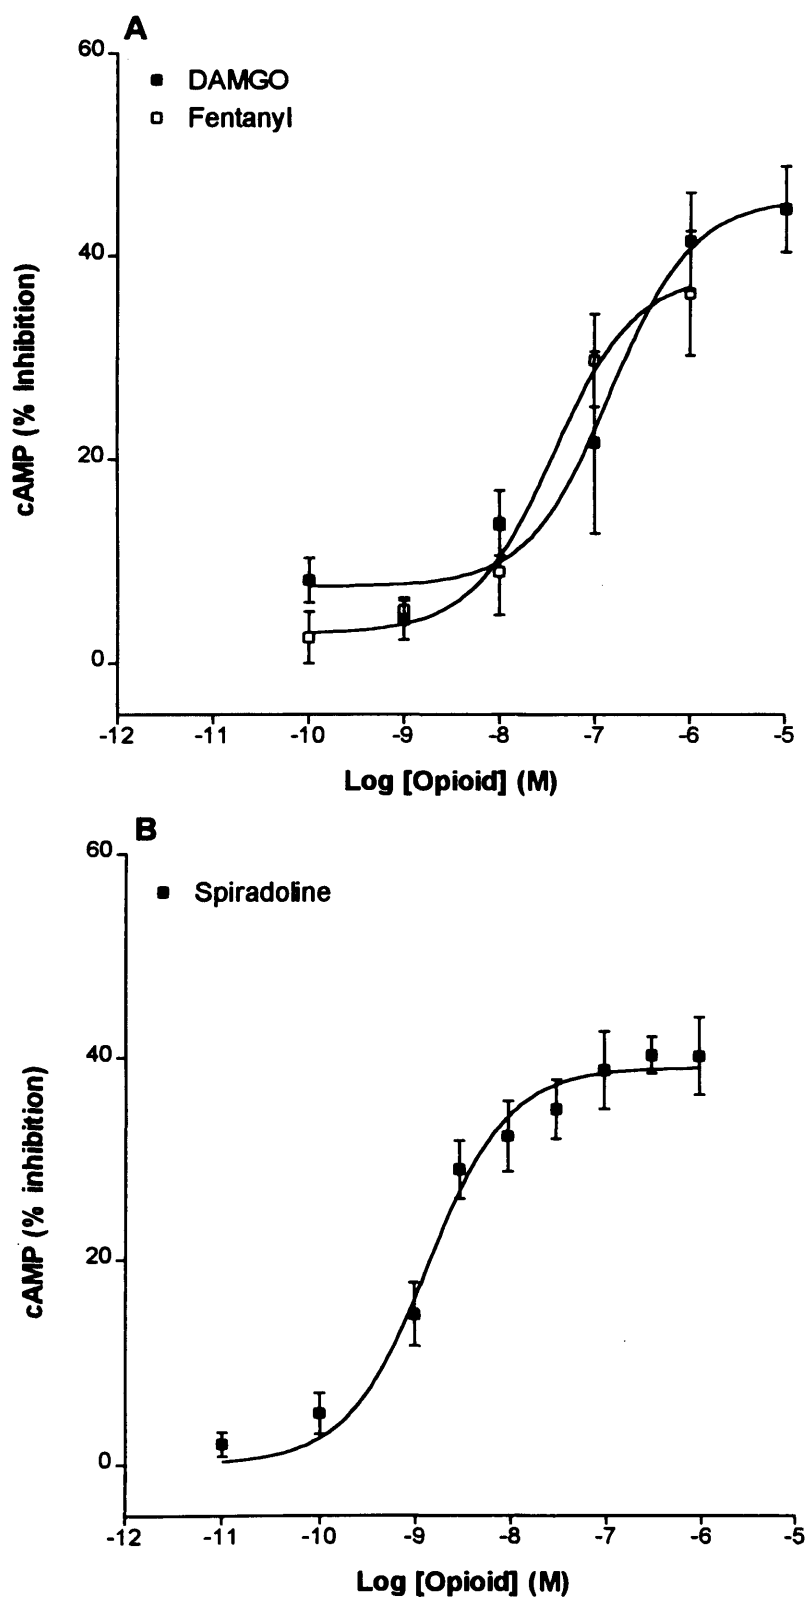 A
60
DAMGO
Fentanyl
40
20
0
cAMP (% Inhibition)
-12 -11 -10 -9 -8 -7 -6 -5
Log [Opioid] (M)
B
60
Spiradoline
40
20
0
cAMP (% inhibition)
-12 -11 -10 -9 -8 -7 -6 -5
Log [Opioid] (M)